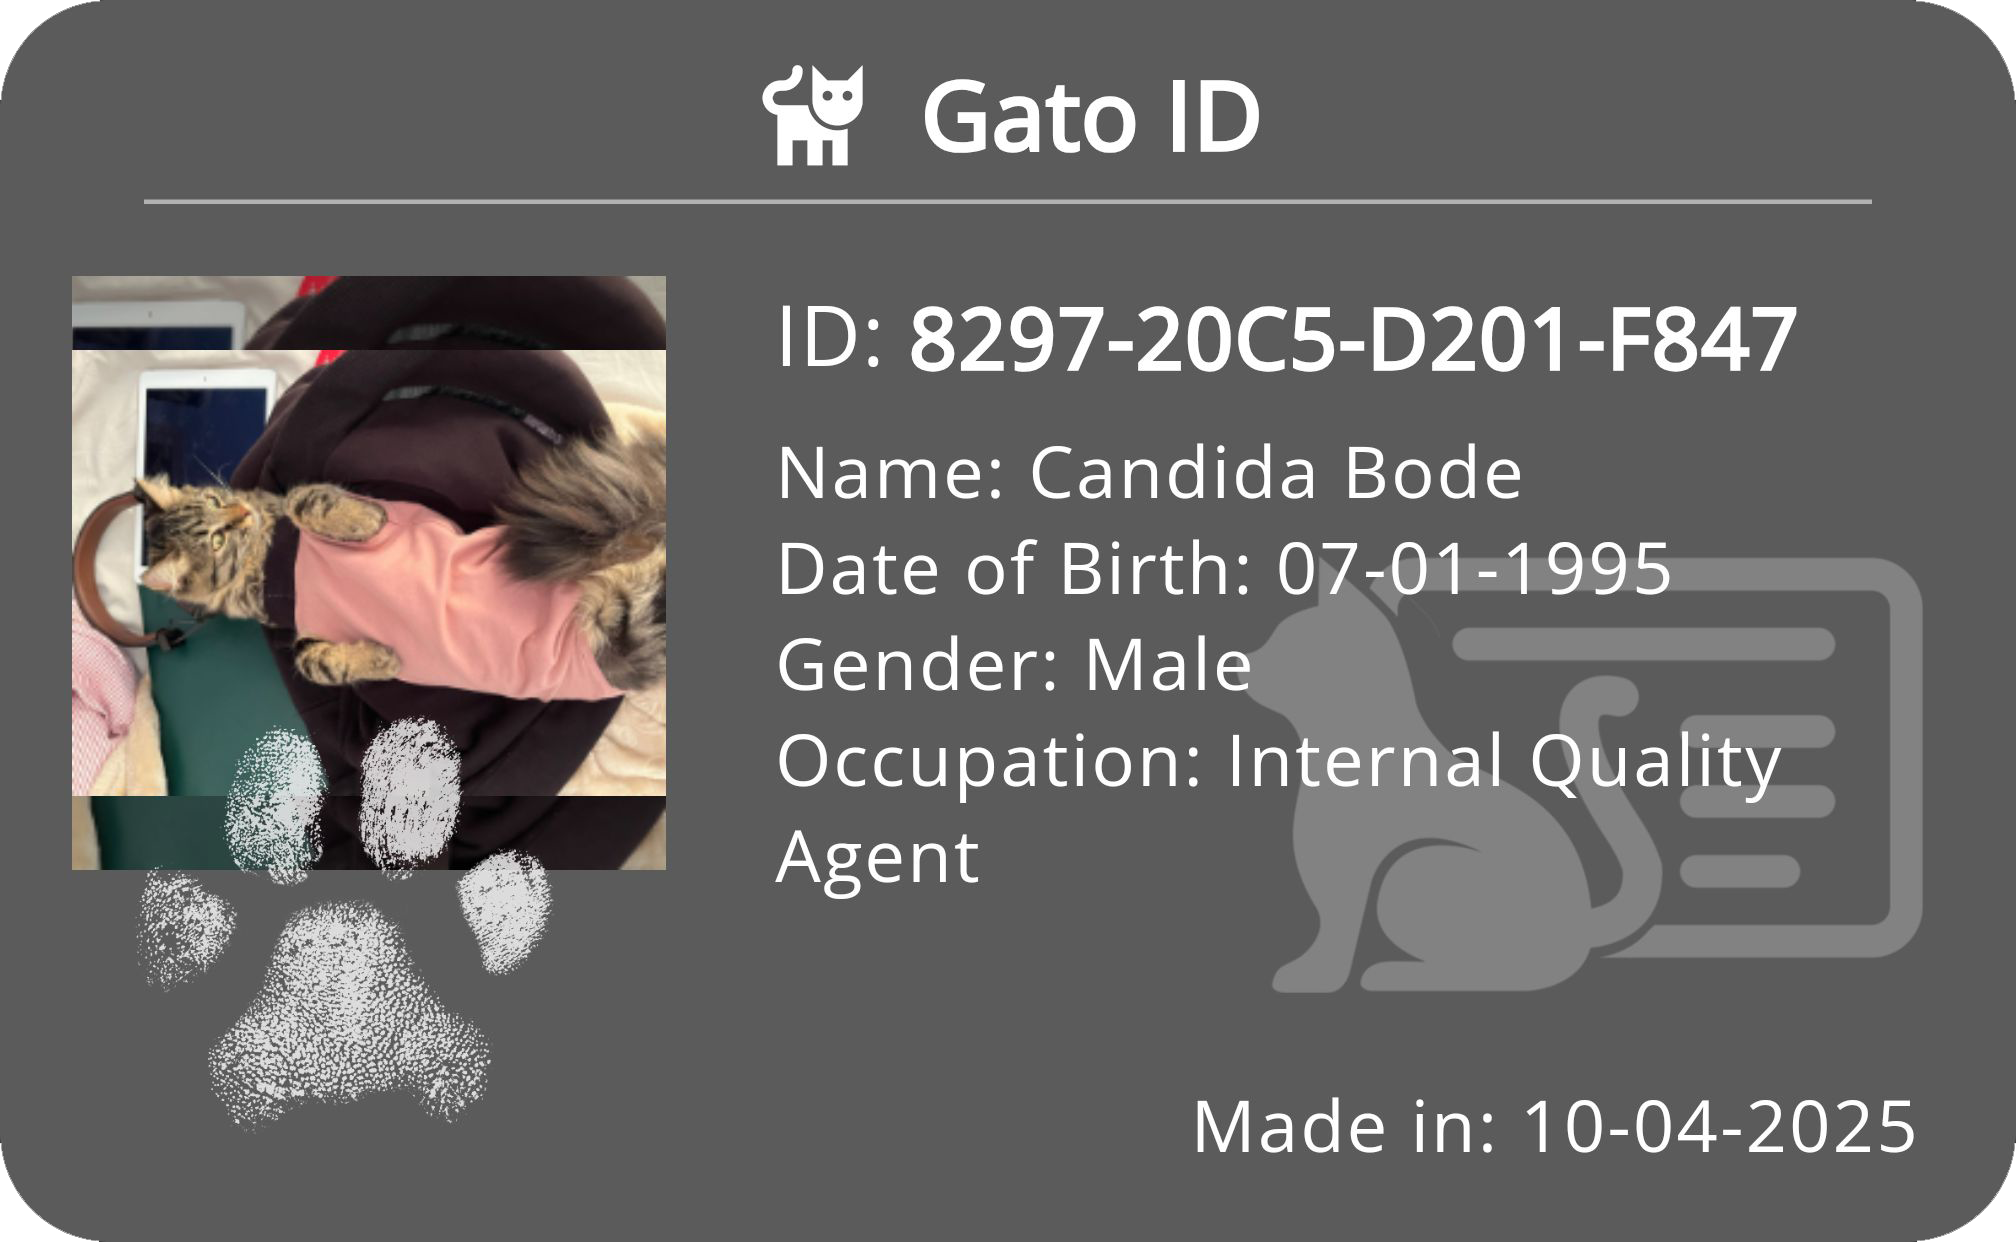 Gato ID
ID: 8297-20C5-D201-F847
Name: Candida Bode
Date of Birth: 07-01-1995
Gender: Male
Occupation: Internal Quality
Agent
Made in: 10-04-2025